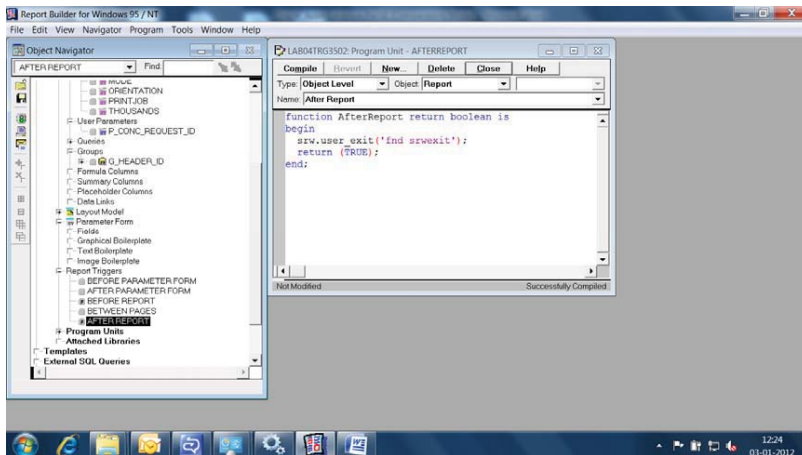 Report Builder for Windows 95 / NT
File Edit View Navigator Program Tools Window Help
Object Navigator
AFTER REPORT Find:
MODE
ORIENTATION
PRINTJOB
THOUSANDS
User Parameters
P_CONC_REQUEST_ID
Queries
Groups
G_HEADER_ID
Formula Columns
Summary Columns
Placeholder Columns
Data Links
Layout Model
Parameter Form
Fields
Graphical Boilerplate
Text Boilerplate
Image Boilerplate
Report Triggers
BEFORE PARAMETER FORM
AFTER PARAMETER FORM
BEFORE REPORT
BETWEEN PAGES
AFTER REPORT
Program Units
Attached Libraries
Templates
External SQL Queries
LAB04TRG3502: Program Unit - AFTERREPORT
Compile Revert New... Delete Close Help
Type: Object Level Object: Report
Name: After Report
function AfterReport return boolean is
begin
srw.user_exit('fnd srwexit');
return (TRUE);
end;
Not Modified Successfully Compiled
12:24
03-01-2012